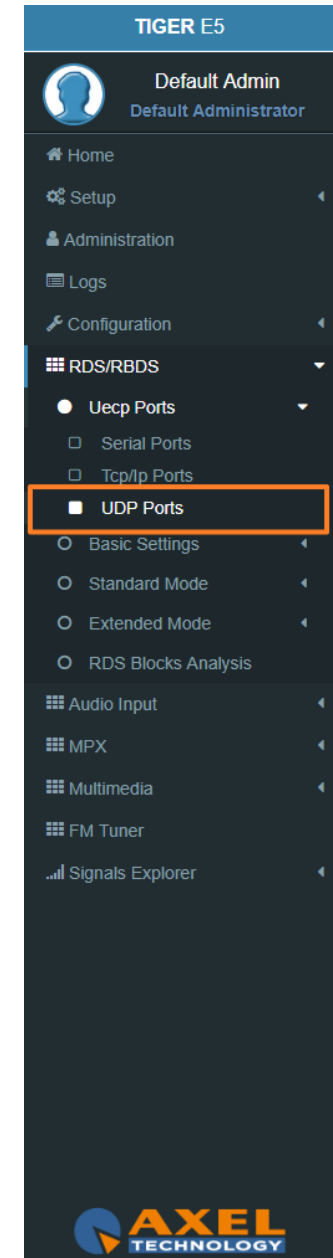 TIGER E5
Default Admin
Default Administrator
Home
Setup
Administration
Logs
Configuration
RDS/RBDS
Uecp Ports
Serial Ports
Tcp/Ip Ports
UDP Ports
Basic Settings
Standard Mode
Extended Mode
RDS Blocks Analysis
Audio Input
MPX
Multimedia
FM Tuner
Signals Explorer
AXEL
TECHNOLOGY